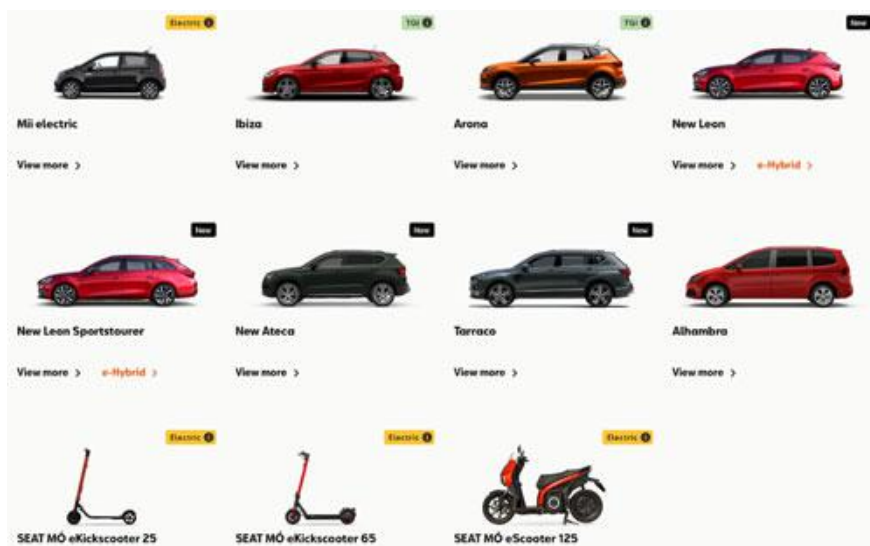 Electric
TGI
TGI
New
Mii electric
Ibiza
Arona
New Leon
View more >
View more >
View more >
View more > e-Hybrid >
New
New
New
New Leon Sportstourer
New Ateca
Tarraco
Alhambra
View more > e-Hybrid >
View more >
View more >
View more >
Electric
Electric
Electric
SEAT MÓ eKickscooter 25
SEAT MÓ eKickscooter 65
SEAT MÓ eScooter 125